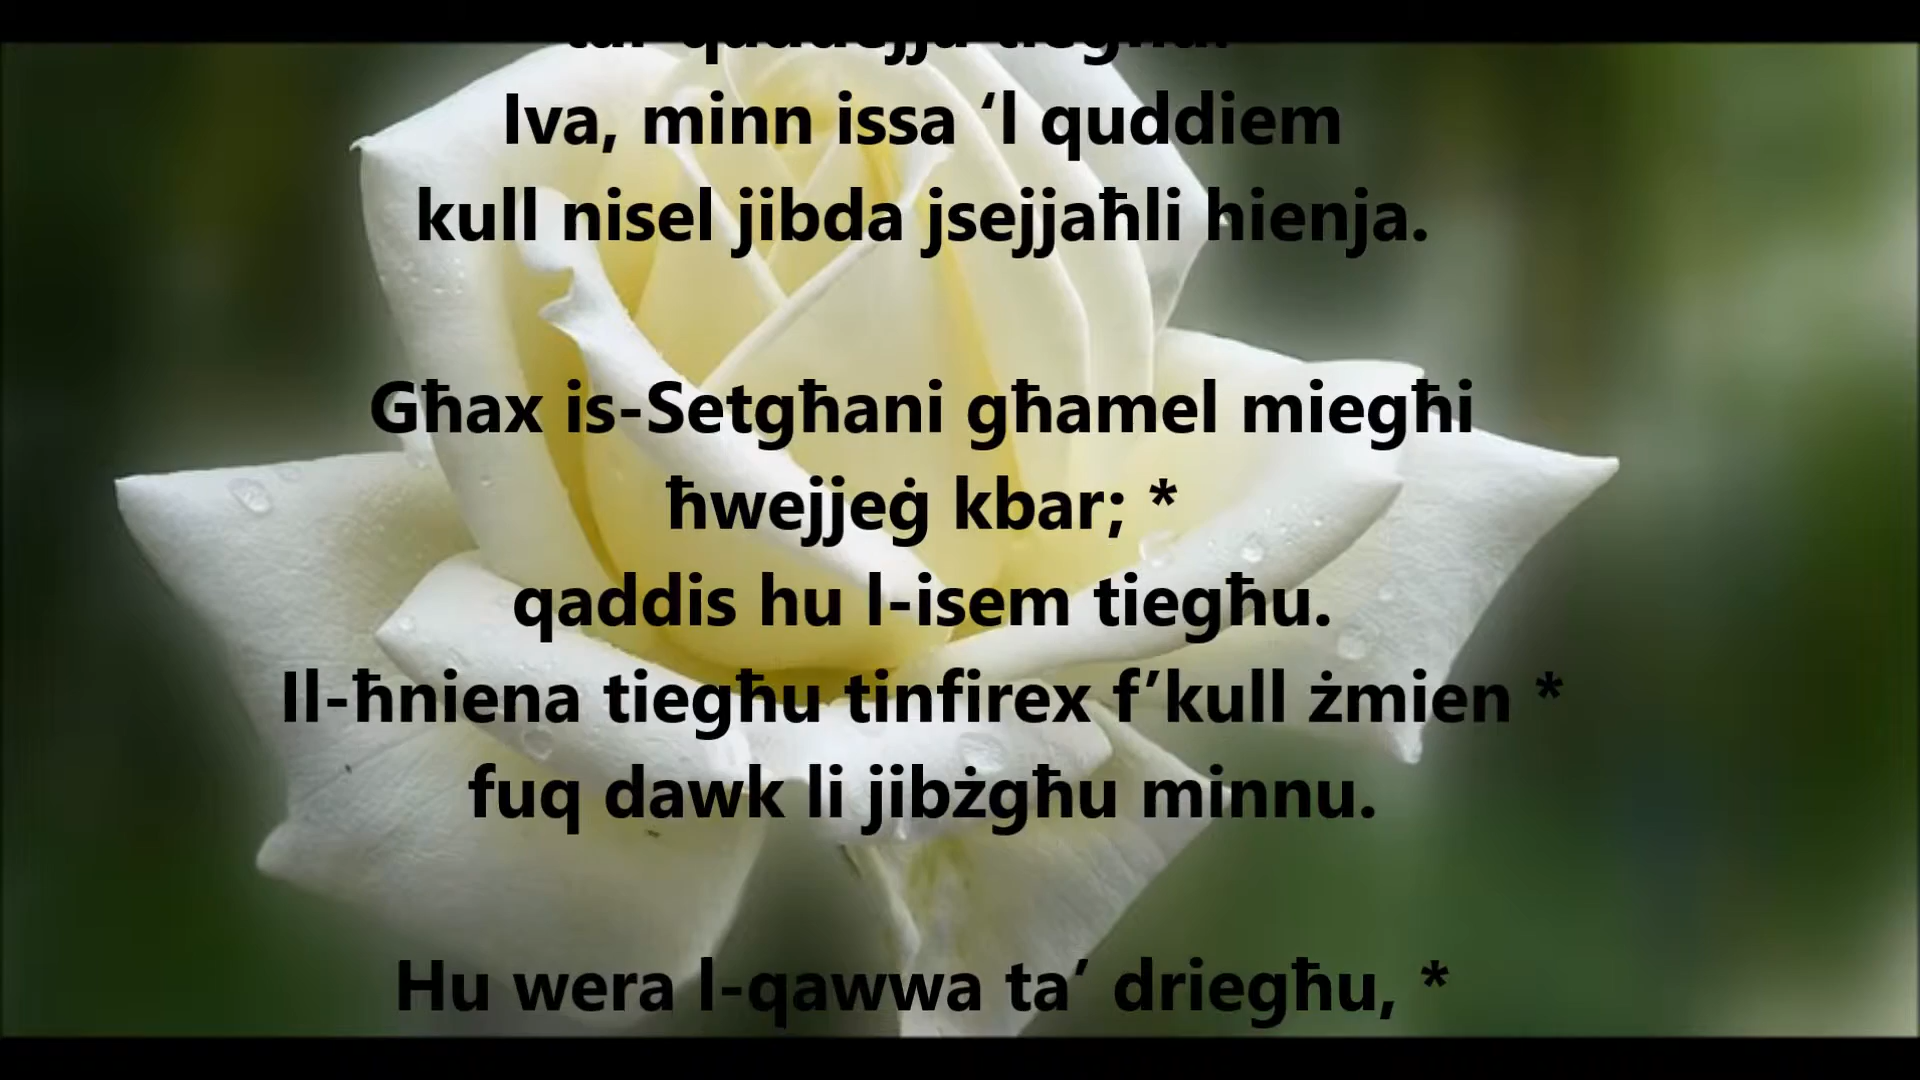 Iva, minn issa ‘l quddiem
kull nisel jibda jsejjaħli hienja.
Għax is-Setgħani għamel miegħi
ħwejjeġ kbar; *
qaddis hu l-isem tiegħu.
Il-ħniena tiegħu tinfirex f’kull żmien *
fuq dawk li jibżgħu minnu.
Hu wera l-qawwa ta’ driegħu, *